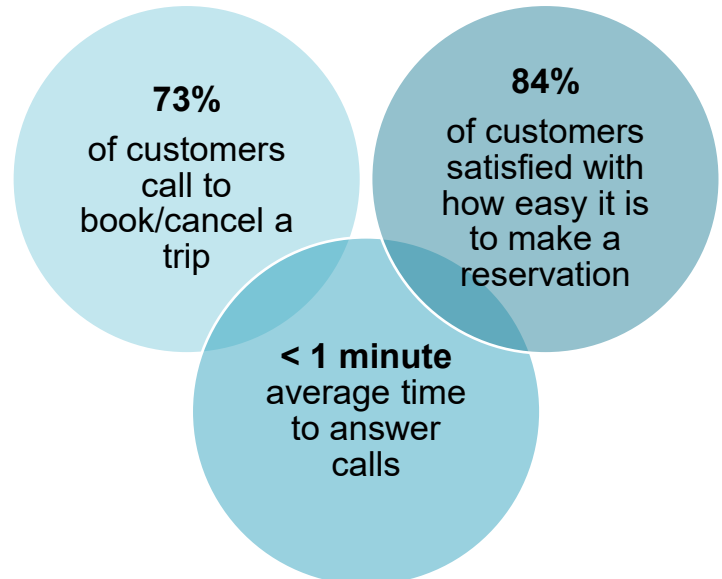 73%
of customers
call to
book/cancel a
trip
84%
of customers
satisfied with
how easy it is
to make a
reservation
< 1 minute
average time
to answer
calls